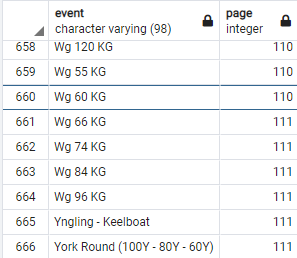 event page
character varying (98) integer
658 Wg 120 KG 110
659 Wg 55 KG 110
660 Wg 60 KG 110
661 Wg 66 KG 111
662 Wg 74 KG 111
663 Wg 84 KG 111
664 Wg 96 KG 111
665 Yngling - Keelboat 111
666 York Round (100Y - 80Y - 60Y) 111